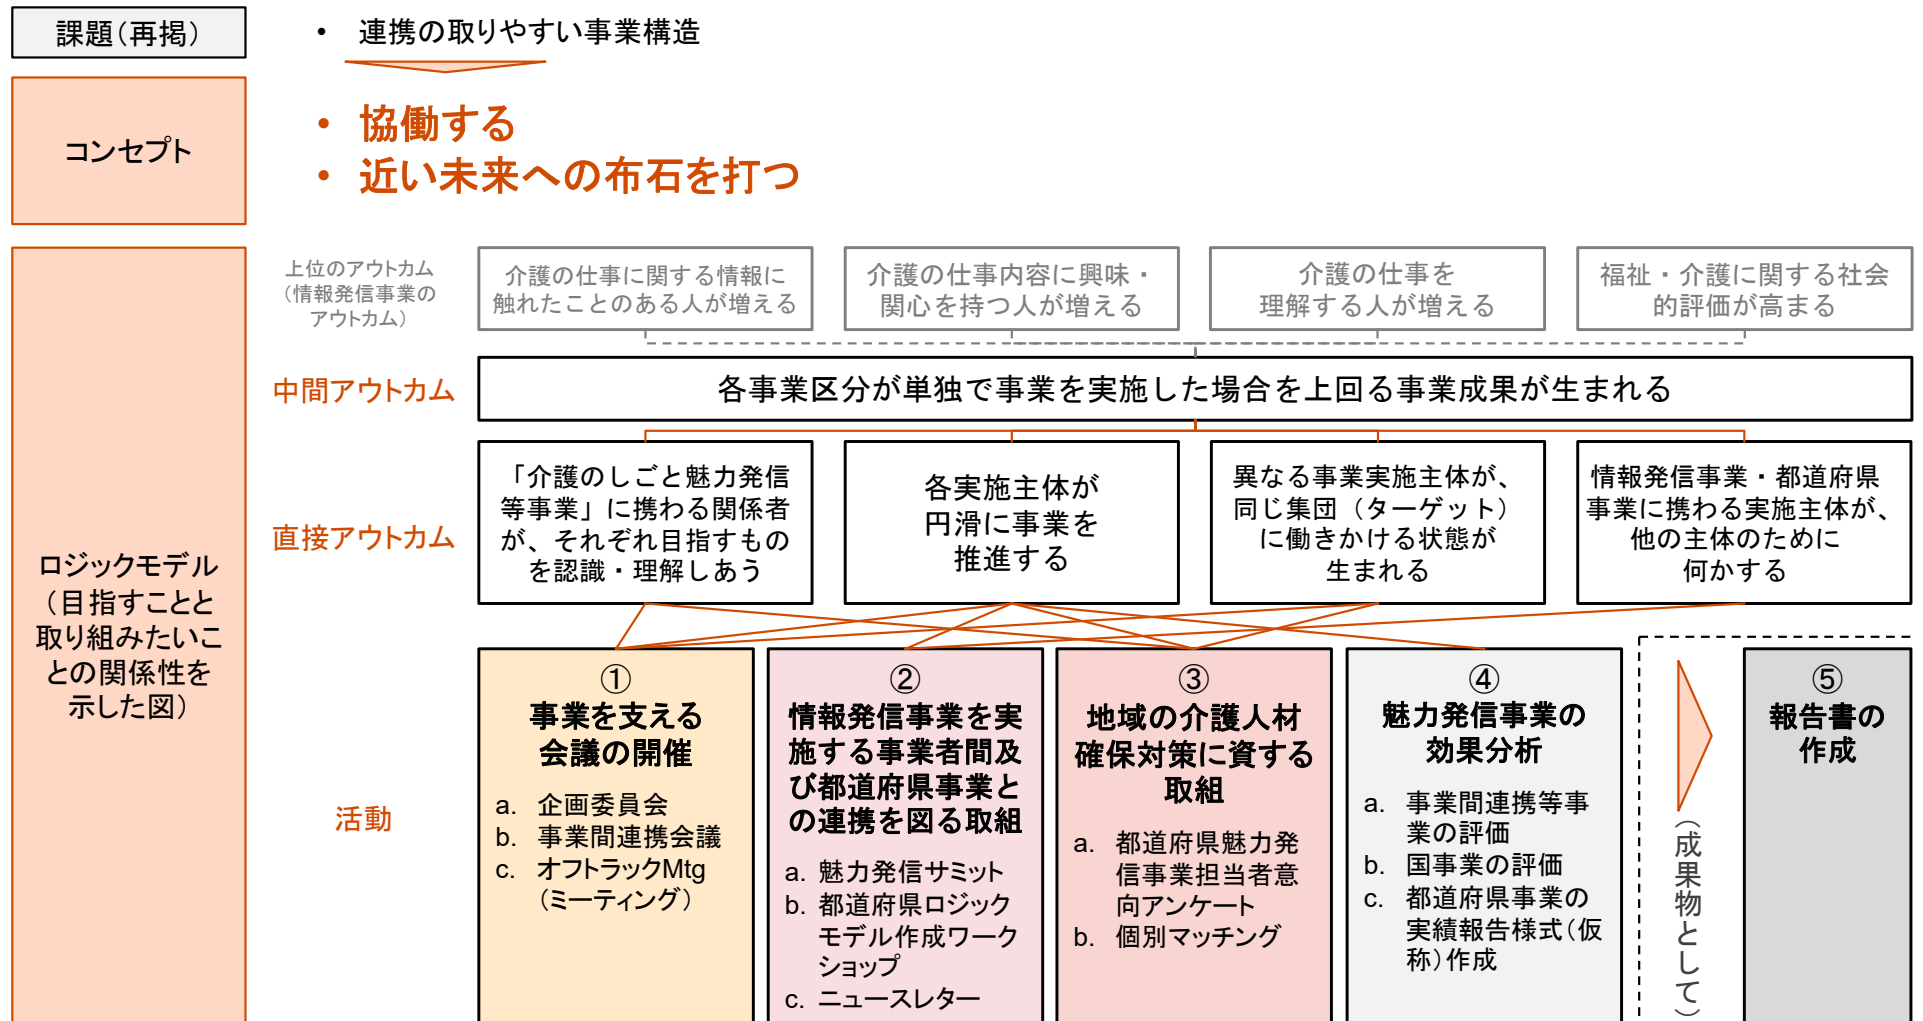 課題（再掲）
• 連携の取りやすい事業構造
コンセプト
• 協働する
• 近い未来への布石を打つ
ロジックモデル
（目指すことと
取り組みたいこ
との関係性を
示した図）
上位のアウトカム
（情報発信事業の
アウトカム）
介護の仕事に関する情報に
触れたことのある人が増える
介護の仕事内容に興味・
関心を持つ人が増える
介護の仕事を
理解する人が増える
福祉・介護に関する社会
的評価が高まる
中間アウトカム
各事業区分が単独で事業を実施した場合を上回る事業成果が生まれる
直接アウトカム
「介護のしごと魅力発信
等事業」に携わる関係者
が、それぞれ目指すもの
を認識・理解しあう
各実施主体が
円滑に事業を
推進する
異なる事業実施主体が、
同じ集団（ターゲット）
に働きかける状態が
生まれる
情報発信事業・都道府県
事業に携わる実施主体が、
他の主体のために
何かする
活動
①
事業を支える
会議の開催
a. 企画委員会
b. 事業間連携会議
c. オフトラックMtg
（ミーティング）
②
情報発信事業を実
施する事業者間及
び都道府県事業と
の連携を図る取組
a. 魅力発信サミット
b. 都道府県ロジック
モデル作成ワーク
ショップ
c. ニュースレター
③
地域の介護人材
確保対策に資する
取組
a. 都道府県魅力発
信事業担当者意
向アンケート
b. 個別マッチング
④
魅力発信事業の
効果分析
a. 事業間連携等事
業の評価
b. 国事業の評価
c. 都道府県事業の
実績報告様式（仮
称）作成
（成果物として）
⑤
報告書の
作成